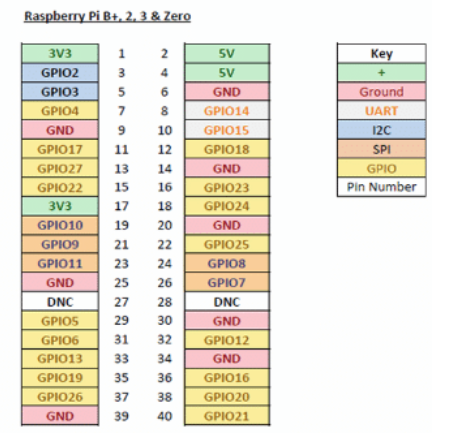 Raspberry Pi B+, 2, 3 & Zero
3V3 1 2 5V Key
GPIO2 3 4 5V +
GPIO3 5 6 GND Ground
GPIO4 7 8 GPIO14 UART
GND 9 10 GPIO15 I2C
GPIO17 11 12 GPIO18 SPI
GPIO27 13 14 GND GPIO
GPIO22 15 16 GPIO23 Pin Number
3V3 17 18 GPIO24
GPIO10 19 20 GND
GPIO9 21 22 GPIO25
GPIO11 23 24 GPIO8
GND 25 26 GPIO7
DNC 27 28 DNC
GPIO5 29 30 GND
GPIO6 31 32 GPIO12
GPIO13 33 34 GND
GPIO19 35 36 GPIO16
GPIO26 37 38 GPIO20
GND 39 40 GPIO21